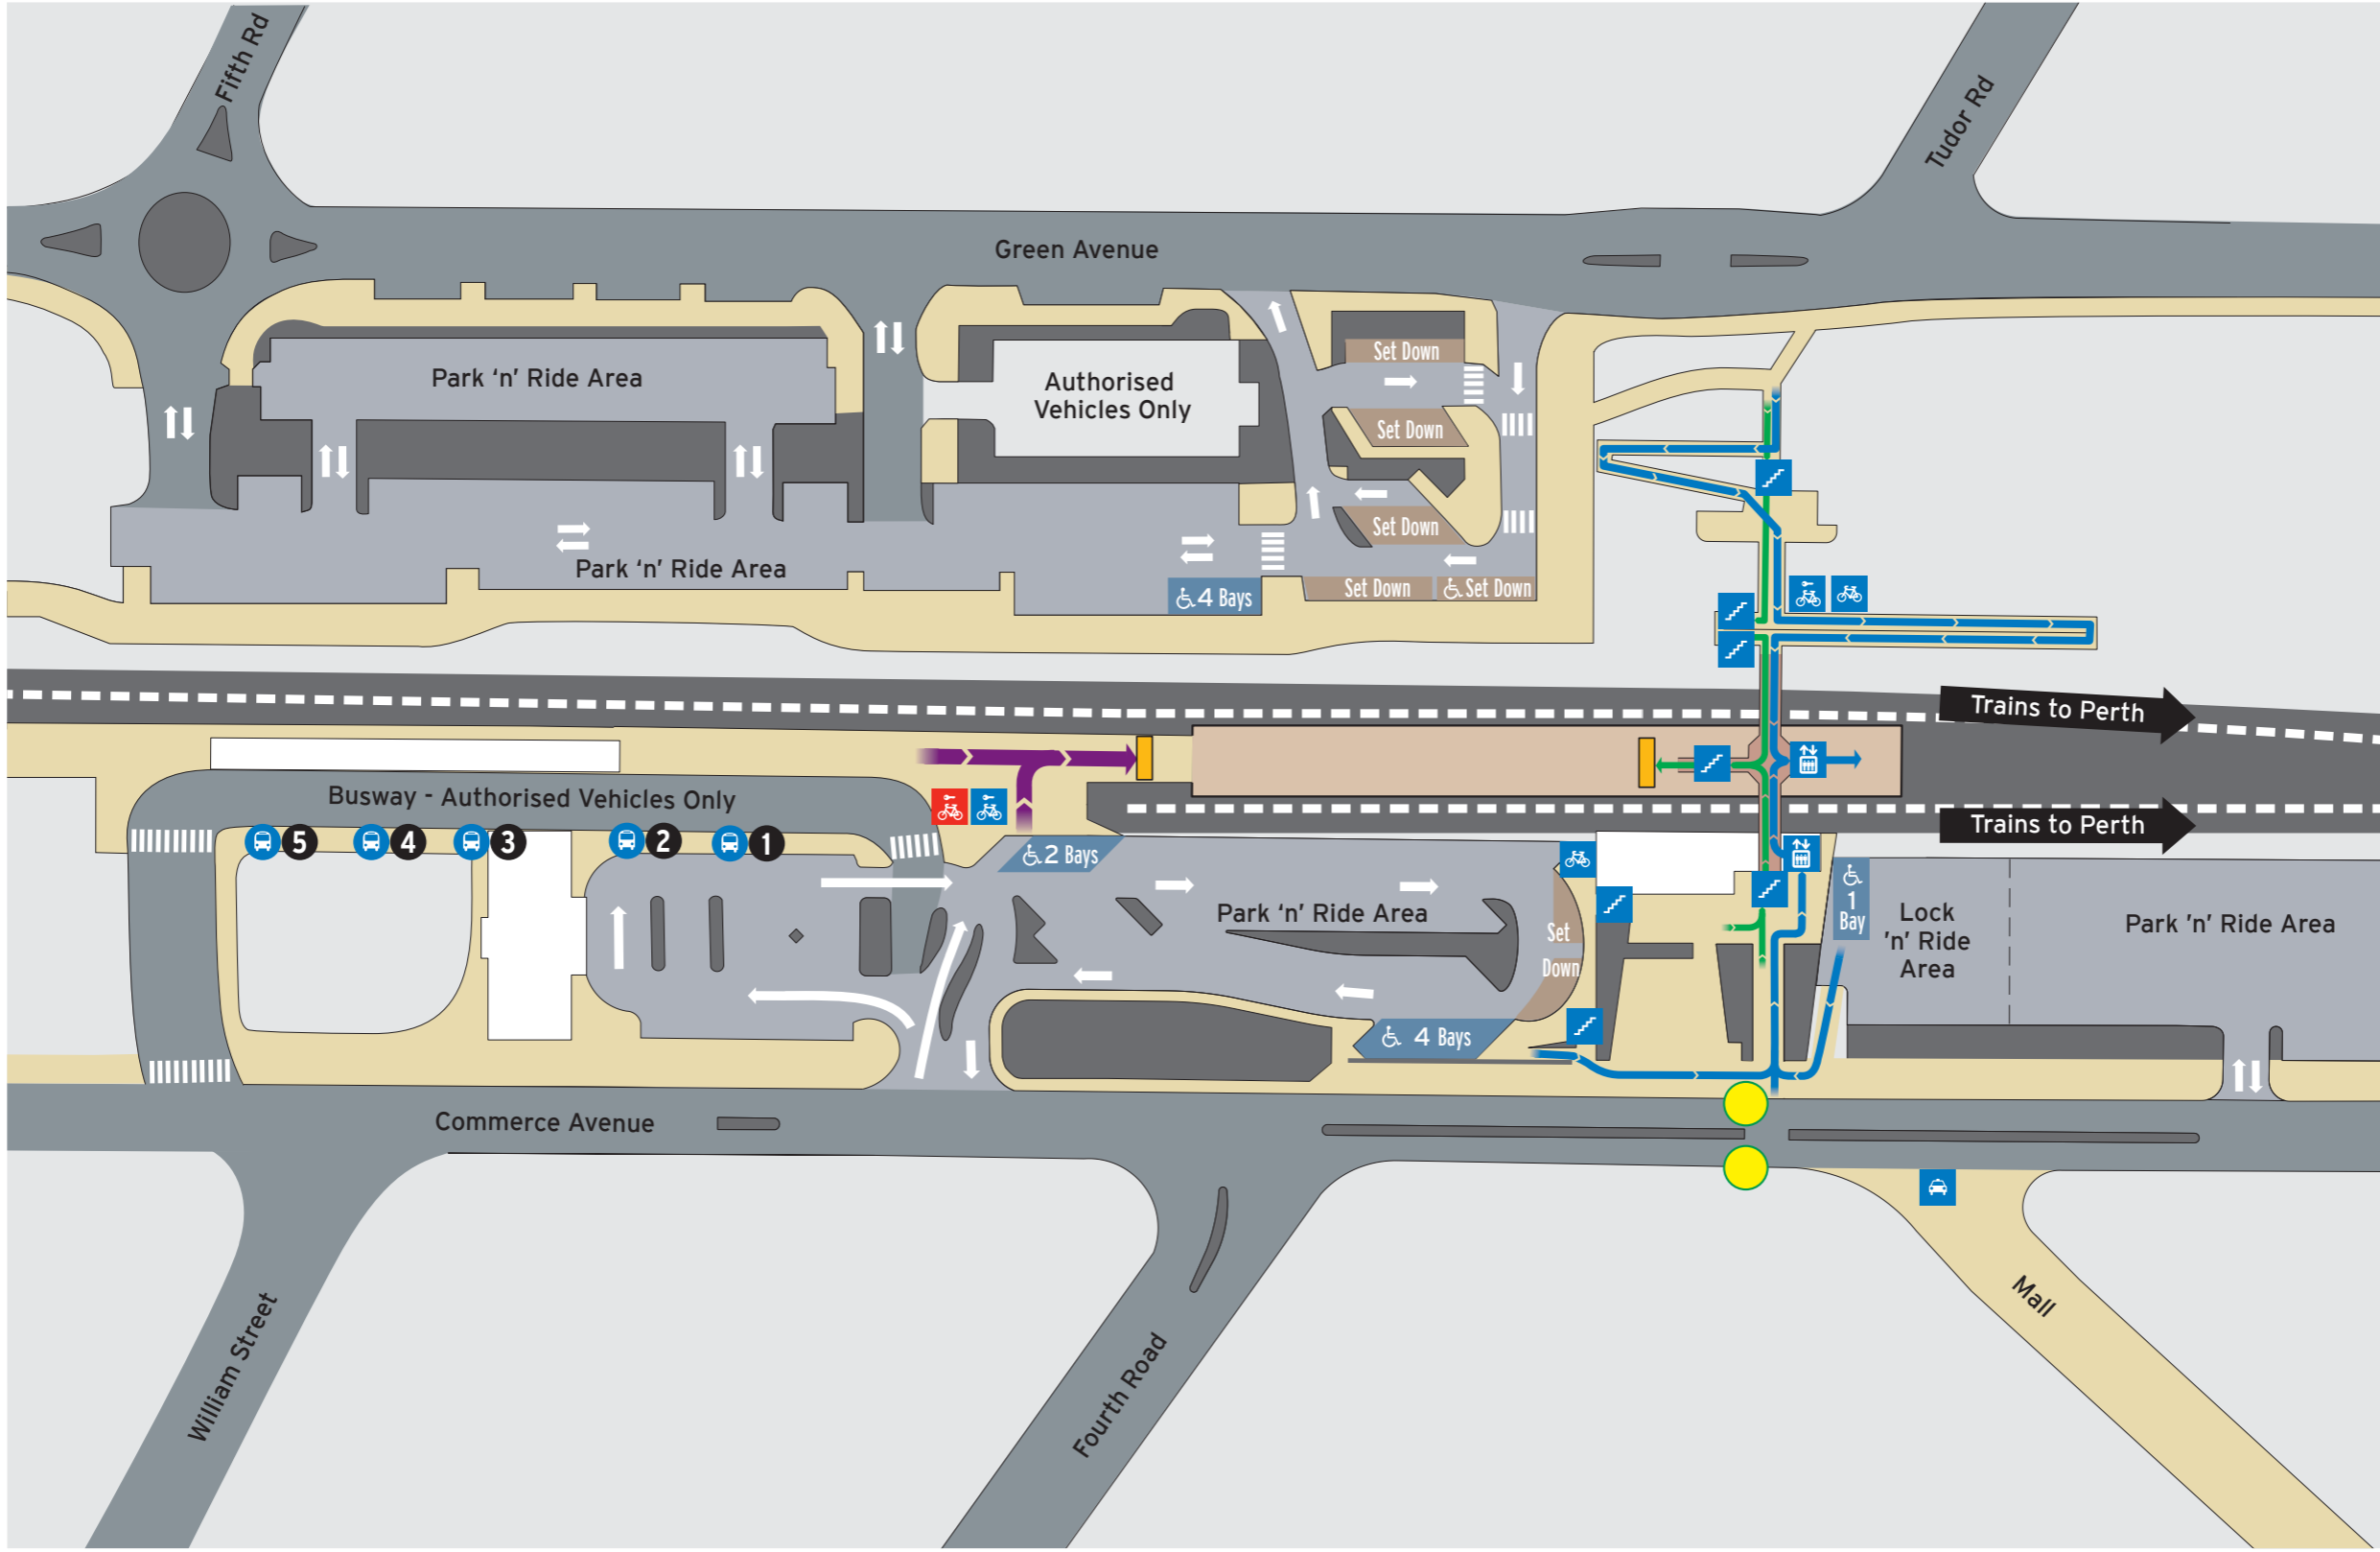 Fifth Rd
Tudor Rd
Green Avenue
Park ‘n’ Ride Area
Authorised
Vehicles Only
Set Down
Set Down
Set Down
Park ‘n’ Ride Area
4 Bays
Set Down
Set Down
Trains to Perth
Busway - Authorised Vehicles Only
Trains to Perth
5
4
3
2
1
2 Bays
1
Bay
Park ‘n’ Ride Area
Set
Down
Lock
’n’ Ride
Area
Park ’n’ Ride Area
4 Bays
Commerce Avenue
William Street
Fourth Road
Mall